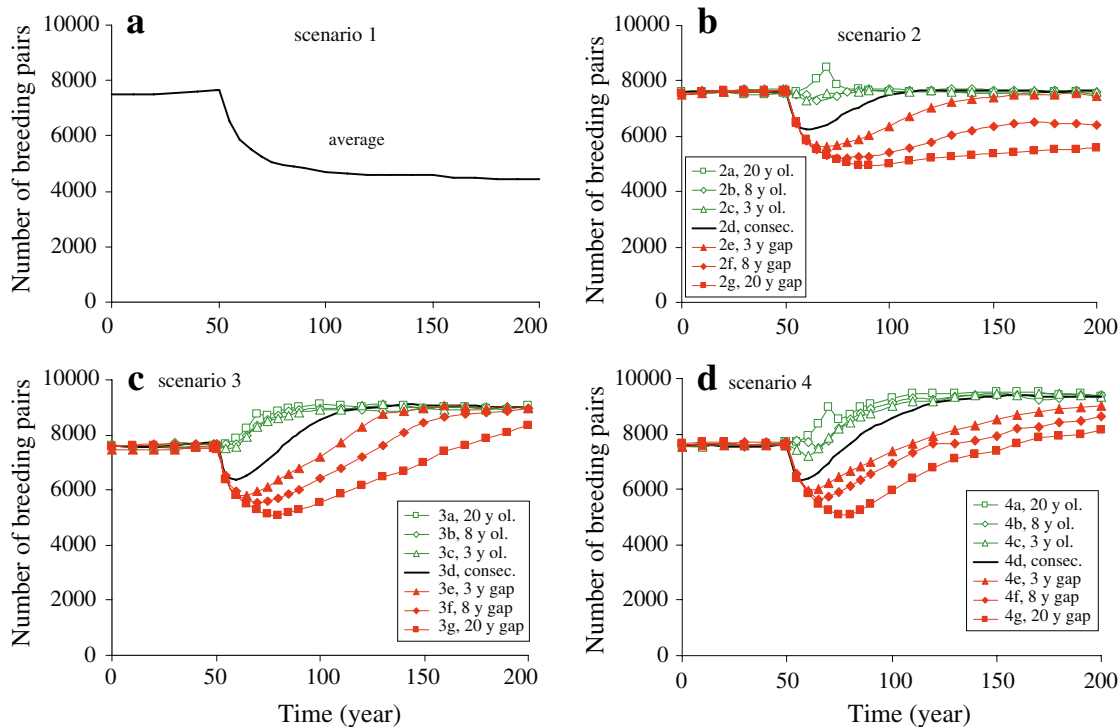 a
scenario 1
average
Number of breeding pairs
10000
8000
6000
4000
2000
0
0 50 100 150 200
b
scenario 2
Number of breeding pairs
10000
8000
6000
4000
2000
0
2a, 20 y ol.
2b, 8 y ol.
2c, 3 y ol.
2d, consec.
2e, 3 y gap
2f, 8 y gap
2g, 20 y gap
0 50 100 150 200
c
scenario 3
Number of breeding pairs
10000
8000
6000
4000
2000
0
3a, 20 y ol.
3b, 8 y ol.
3c, 3 y ol.
3d, consec.
3e, 3 y gap
3f, 8 y gap
3g, 20 y gap
0 50 100 150 200
Time (year)
d
scenario 4
Number of breeding pairs
10000
8000
6000
4000
2000
0
4a, 20 y ol.
4b, 8 y ol.
4c, 3 y ol.
4d, consec.
4e, 3 y gap
4f, 8 y gap
4g, 20 y gap
0 50 100 150 200
Time (year)